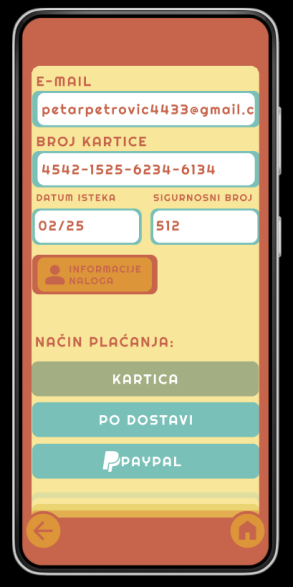 E-MAIL
petarpetrovic4433@gmail.c
BROJ KARTICE
4542-1525-6234-6134
DATUM ISTEKA SIGURNOSNI BROJ
02/25 512
INFORMACIJE
NALOGA
NAČIN PLAĆANJA:
KARTICA
PO DOSTAVI
PAYPAL